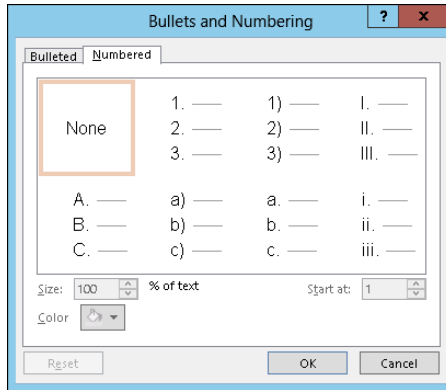 Bullets and Numbering ? x
Bulleted Numbered
None
1.
2.
3.
1)
2)
3)
I.
II.
III.
A.
B.
C.
a)
b)
c)
a.
b.
c.
i.
ii.
iii.
Size: 100 % of text Start at: 1
Color
Reset OK Cancel